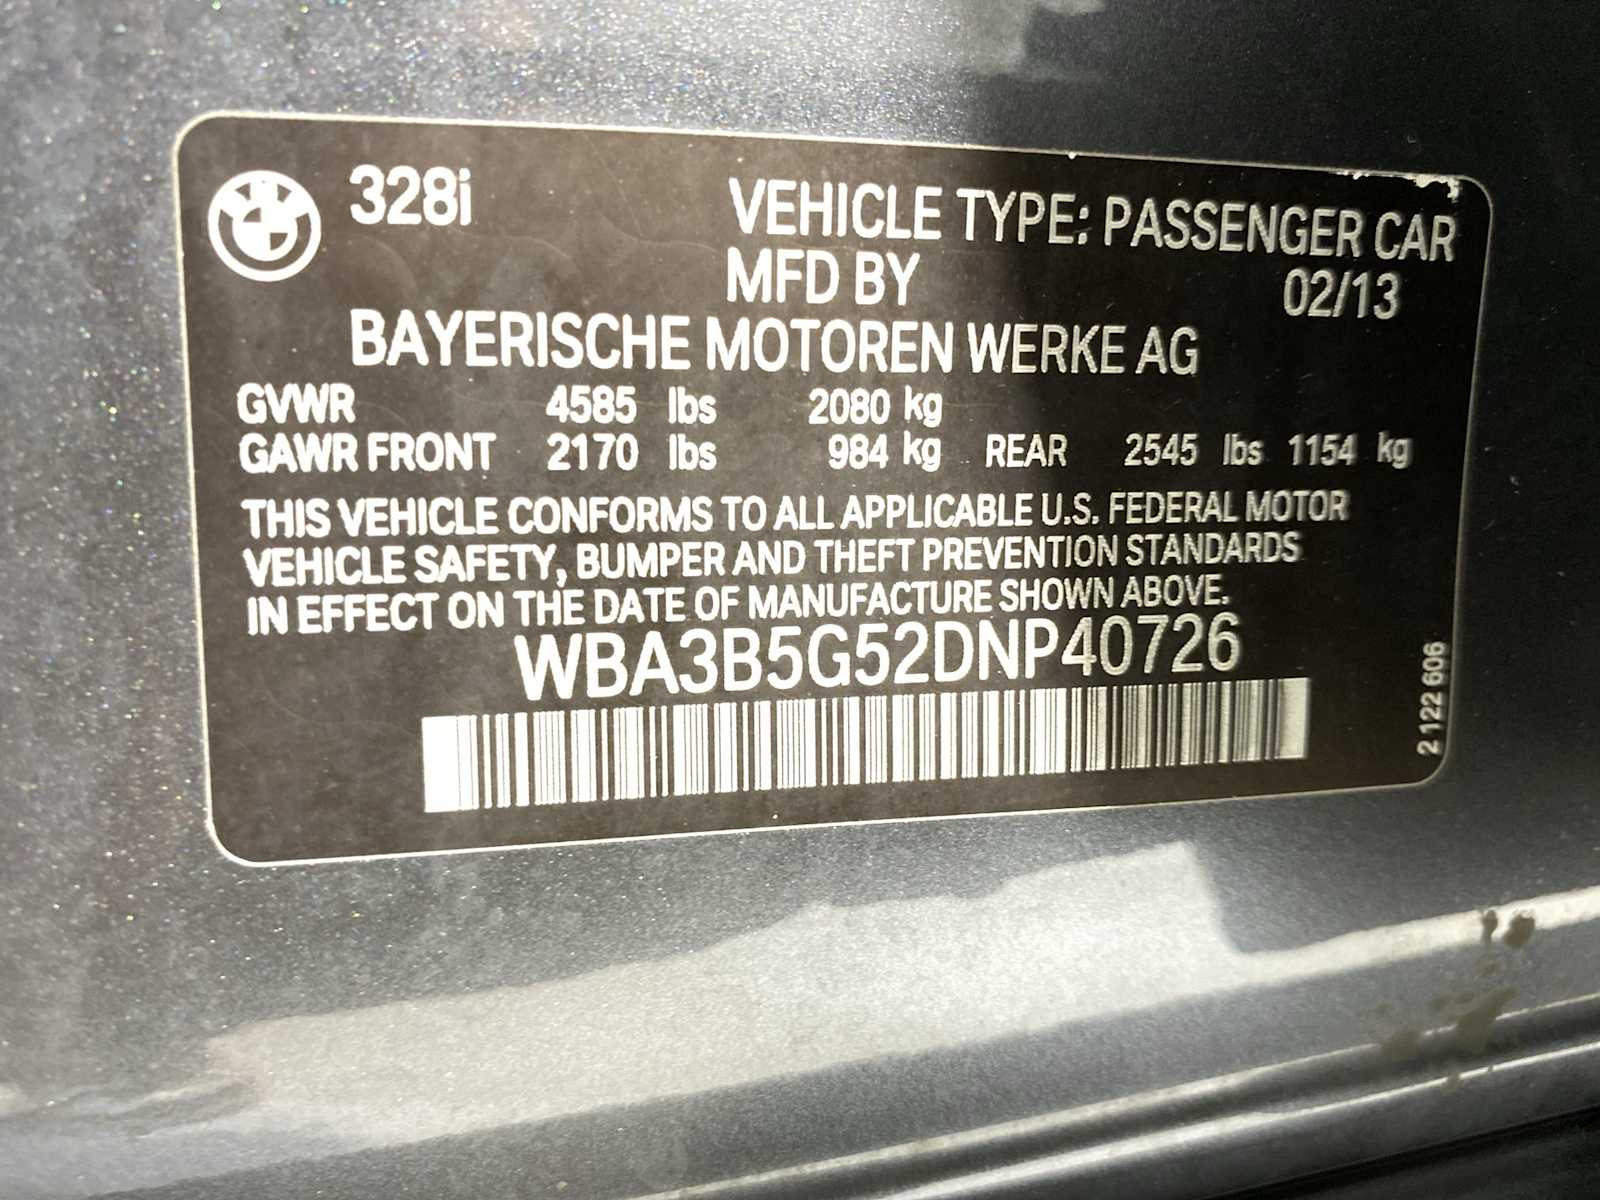 328i VEHICLE TYPE: PASSENGER CAR
MFD BY 02/13
BAYERISCHE MOTOREN WERKE AG
GVWR 4585 lbs 2080 kg
GAWR FRONT 2170 lbs 984 kg REAR 2545 lbs 1154 kg
THIS VEHICLE CONFORMS TO ALL APPLICABLE U.S. FEDERAL MOTOR
VEHICLE SAFETY, BUMPER AND THEFT PREVENTION STANDARDS
IN EFFECT ON THE DATE OF MANUFACTURE SHOWN ABOVE.
WBA3B5G52DNP40726
2 122 606